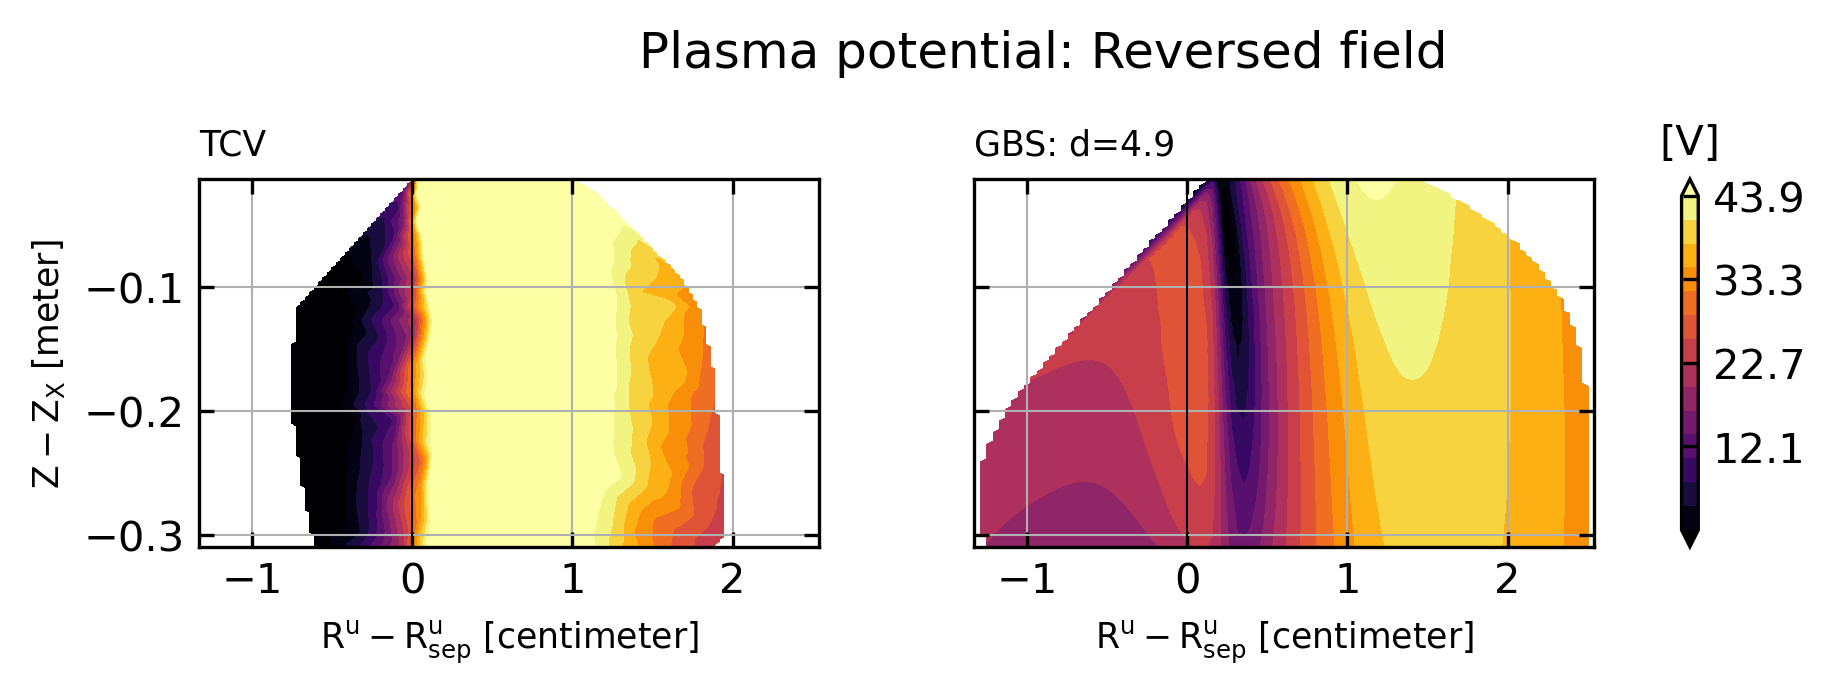 Plasma potential: Reversed field
TCV
GBS: d=4.9
[V]
Z − Z_X [meter]
−0.1
−0.2
−0.3
−1 0 1 2
−1 0 1 2
43.9
33.3
22.7
12.1
R^u − R^u_sep [centimeter]
R^u − R^u_sep [centimeter]